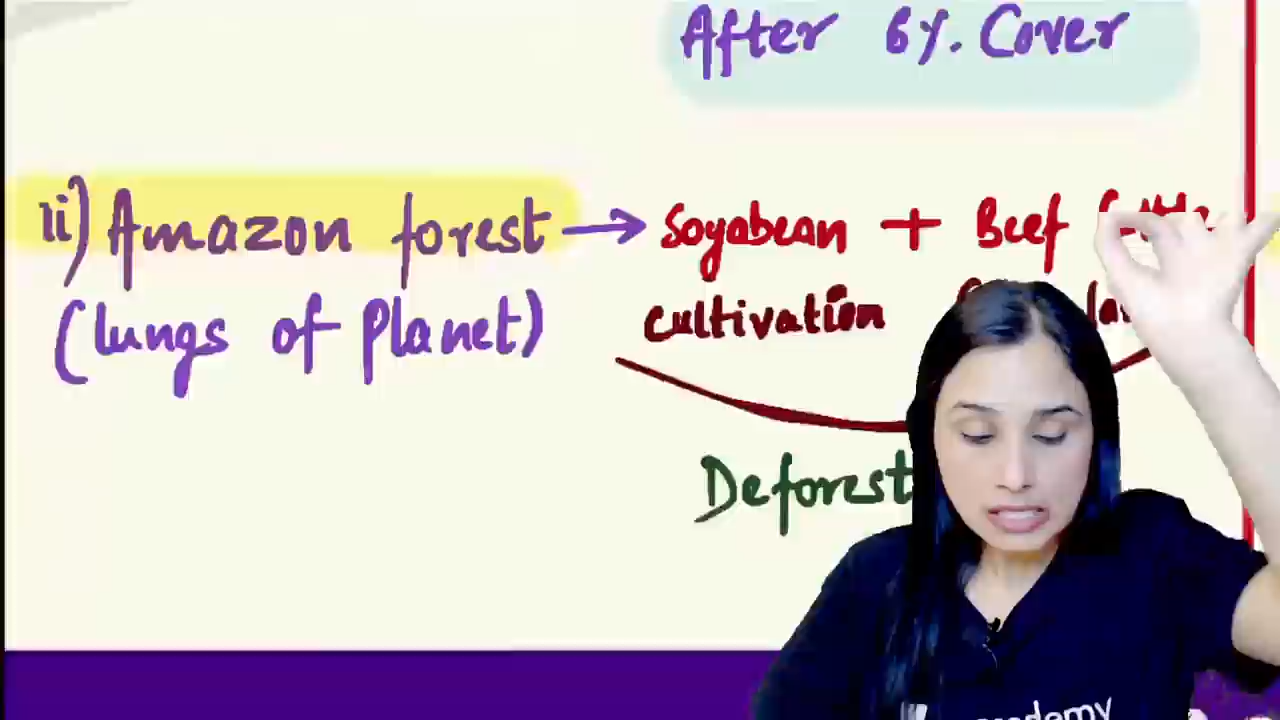 After 6%. Cover
ii) Amazon forest → Soyabean + Beef
(lungs of Planet) cultivation
Deforest